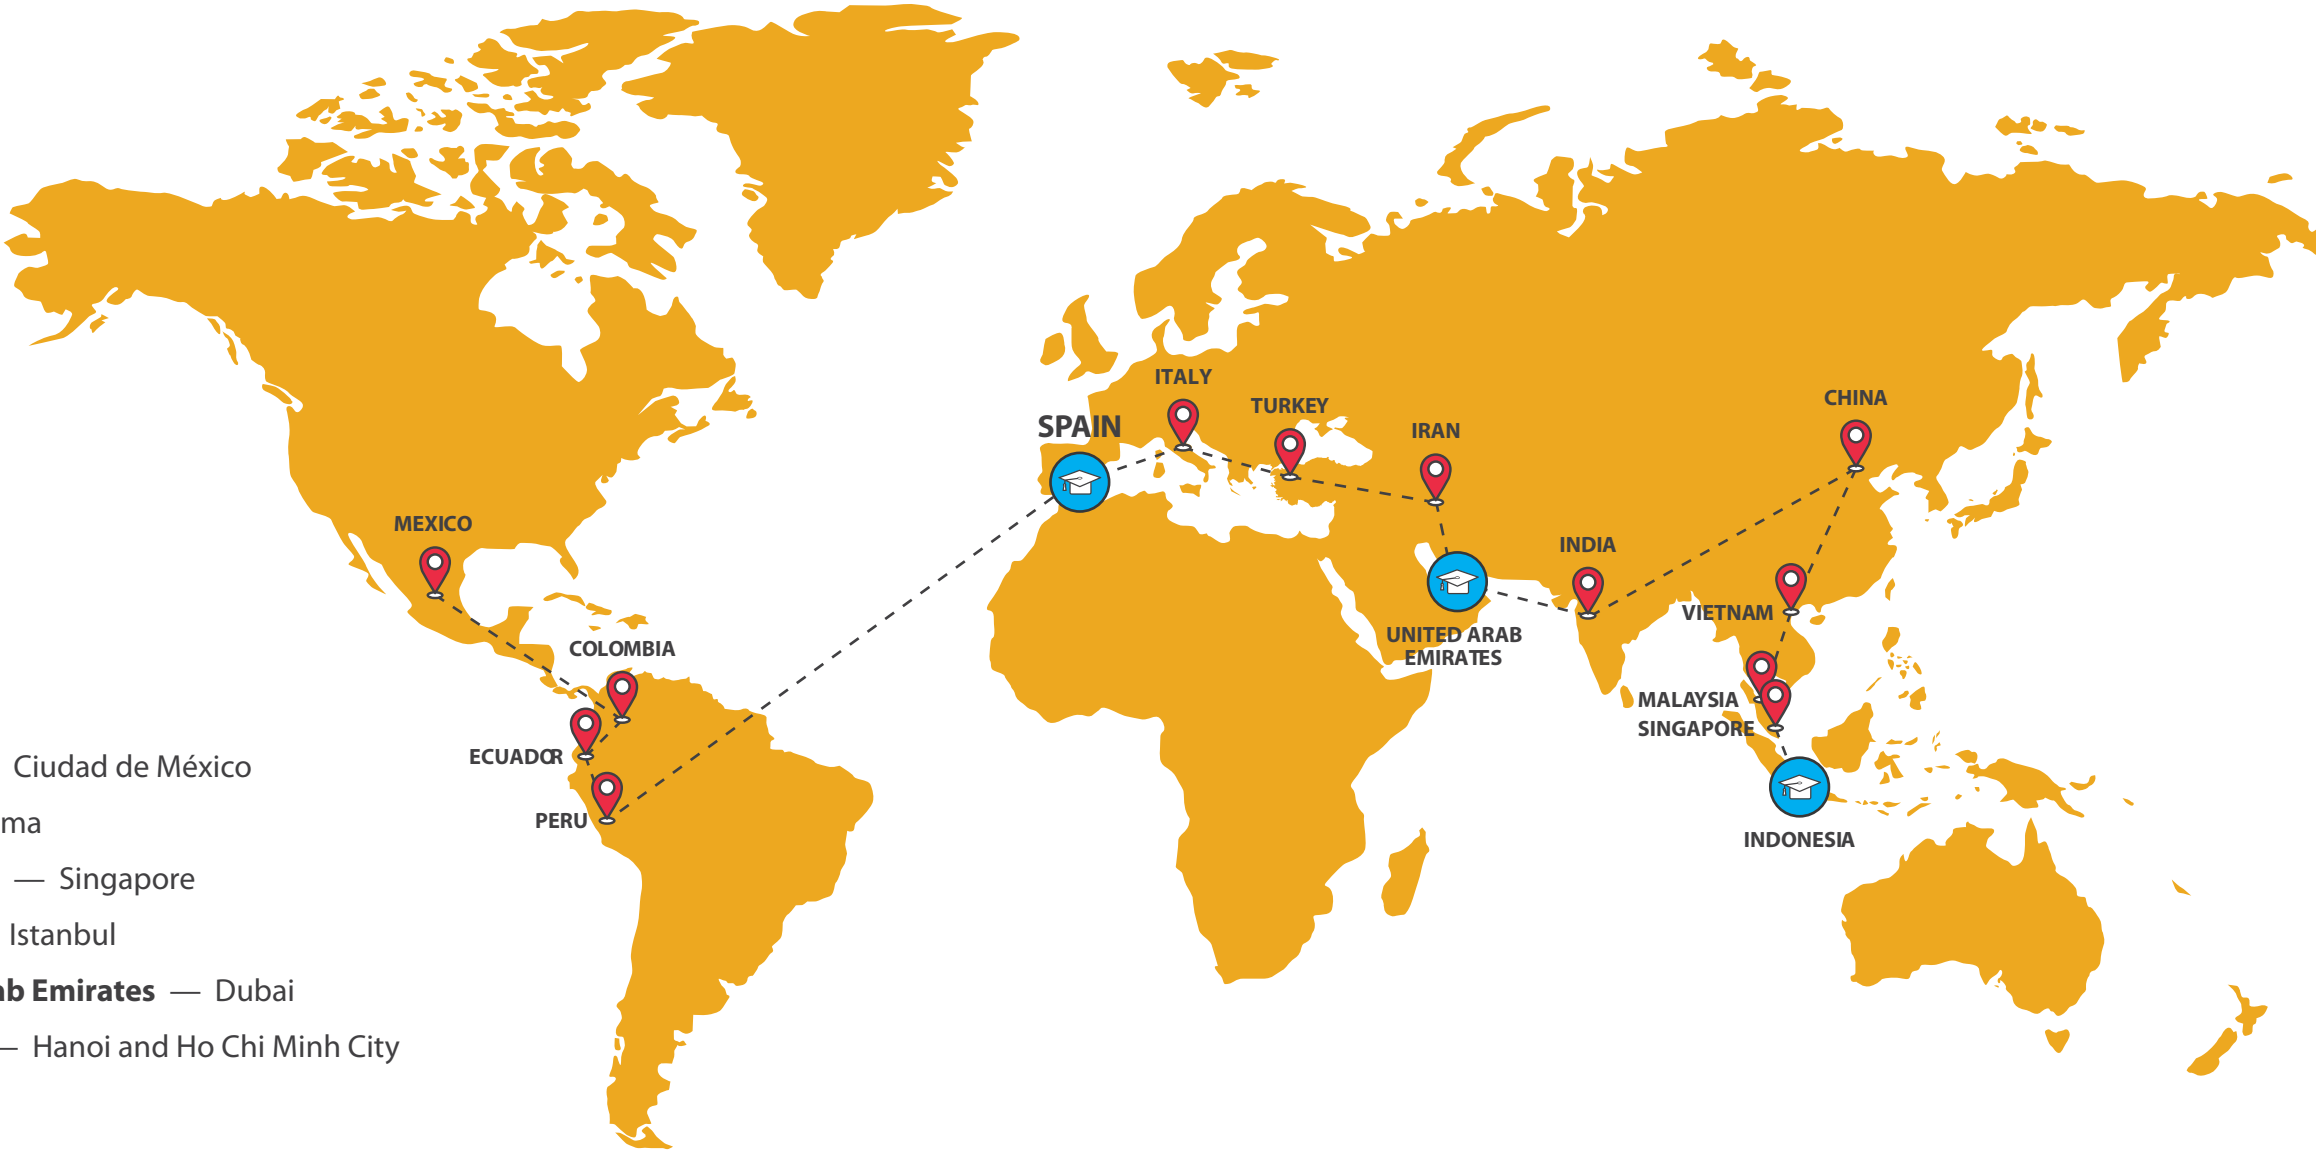 ITALY
TURKEY
CHINA
SPAIN
IRAN
MEXICO
INDIA
VIETNAM
UNITED ARAB
EMIRATES
COLOMBIA
MALAYSIA
SINGAPORE
ECUADOR
PERU
INDONESIA
Ciudad de México
ma
— Singapore
Istanbul
ab Emirates — Dubai
— Hanoi and Ho Chi Minh City